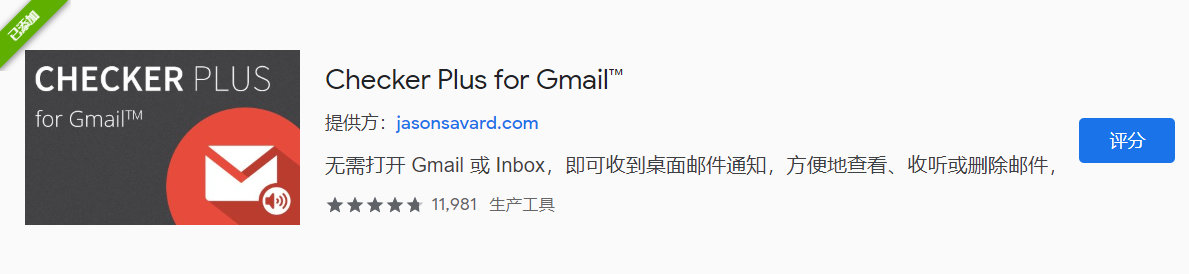 已添加
CHECKER PLUS
for Gmail™
Checker Plus for Gmail™
提供方：jasonsavard.com
无需打开 Gmail 或 Inbox，即可收到桌面邮件通知，方便地查看、收听或删除邮件，
11,981 生产工具
评分